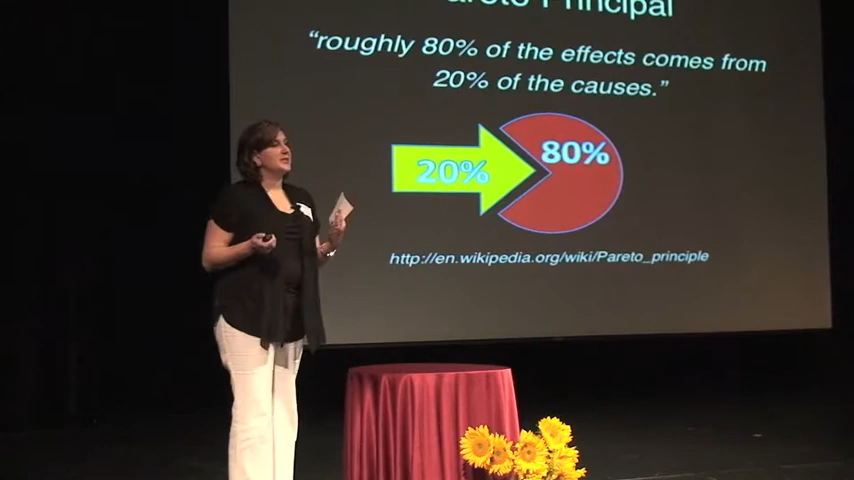 Pareto Principal
“roughly 80% of the effects comes from
20% of the causes.”
20%
80%
http://en.wikipedia.org/wiki/Pareto_principle